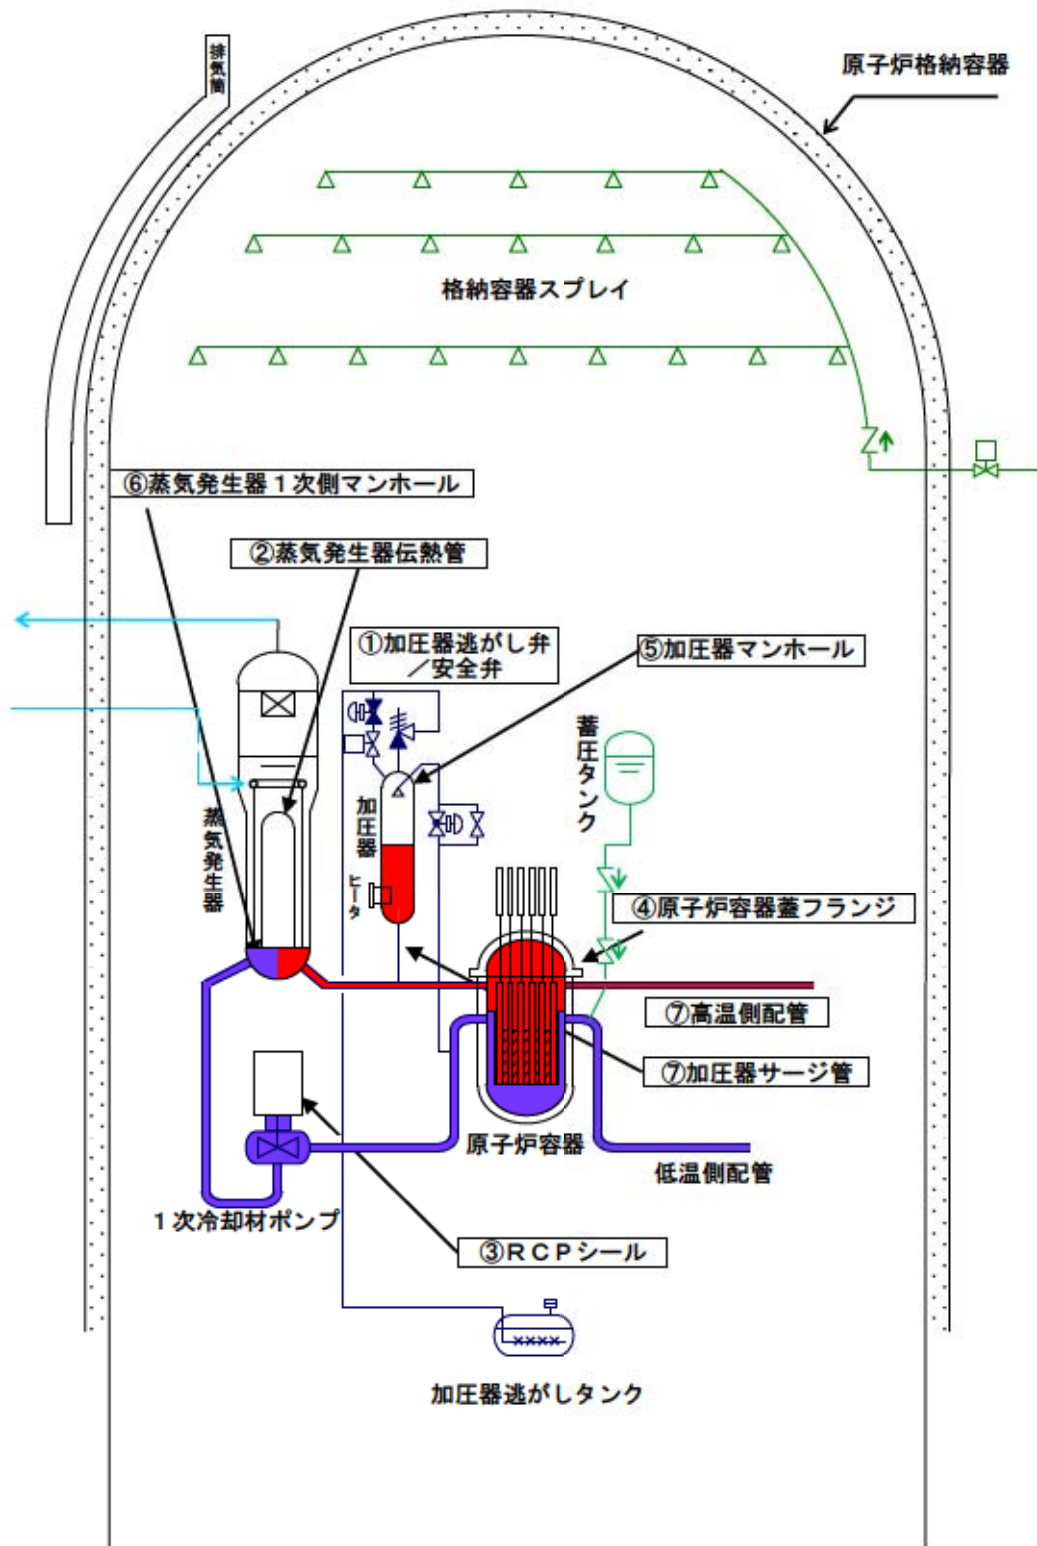 排気筒
原子炉格納容器
格納容器スプレイ
⑥蒸気発生器1次側マンホール
②蒸気発生器伝熱管
①加圧器逃がし弁
／安全弁
⑤加圧器マンホール
蓄圧タンク
加圧器
蒸気発生器
ヒータ
④原子炉容器蓋フランジ
⑦高温側配管
⑦加圧器サージ管
原子炉容器
低温側配管
1次冷却材ポンプ
③RCPシール
加圧器逃がしタンク